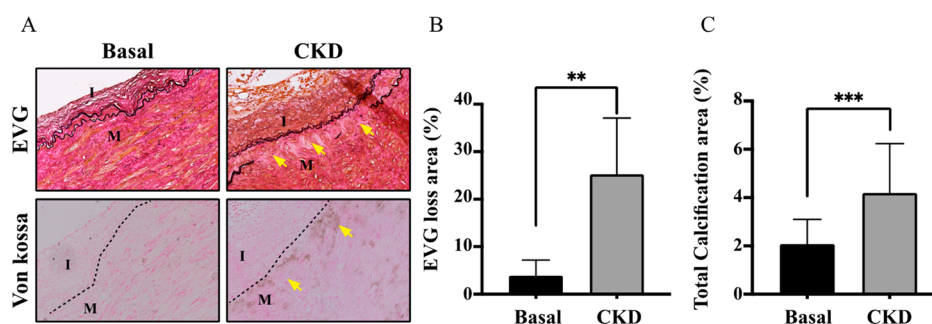 A
Basal
CKD
EVG
I
M
I
M
Von kossa
I
M
I
M
B
**
EVG loss area (%)
40
30
20
10
0
Basal
CKD
C
***
Total Calcification area (%)
8
6
4
2
0
Basal
CKD